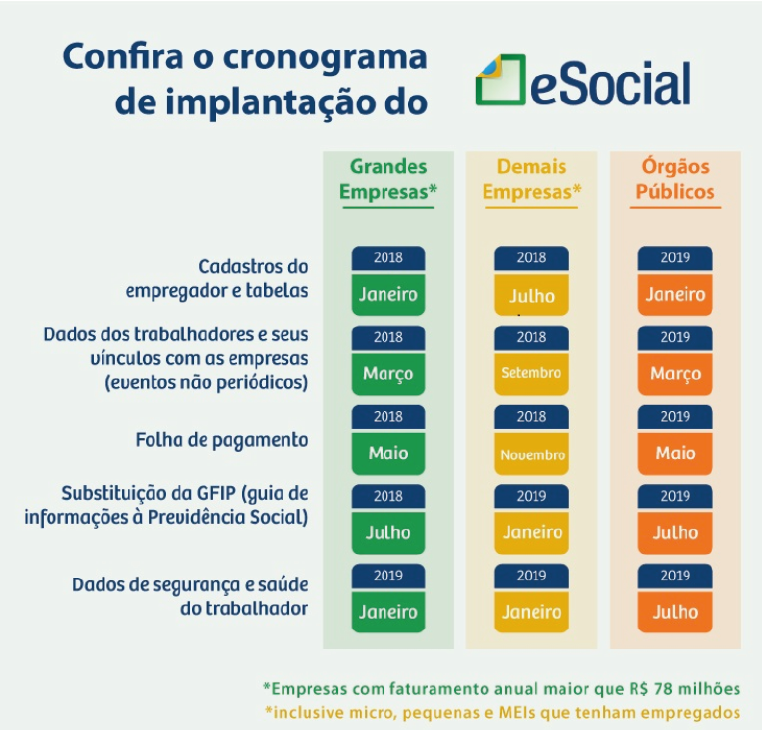 Confira o cronograma
de implantação do
eSocial
Grandes
Empresas*
Demais
Empresas*
Órgãos
Públicos
Cadastros do
empregador e tabelas
2018
Janeiro
2018
Julho
2019
Janeiro
Dados dos trabalhadores e seus
vínculos com as empresas
(eventos não periódicos)
2018
Março
2018
Setembro
2019
Março
Folha de pagamento
2018
Maio
2018
Novembro
2019
Maio
Substituição da GFIP (guia de
informações à Previdência Social)
2018
Julho
2019
Janeiro
2019
Julho
Dados de segurança e saúde
do trabalhador
2019
Janeiro
2019
Janeiro
2019
Julho
*Empresas com faturamento anual maior que R$ 78 milhões
*inclusive micro, pequenas e MEIs que tenham empregados